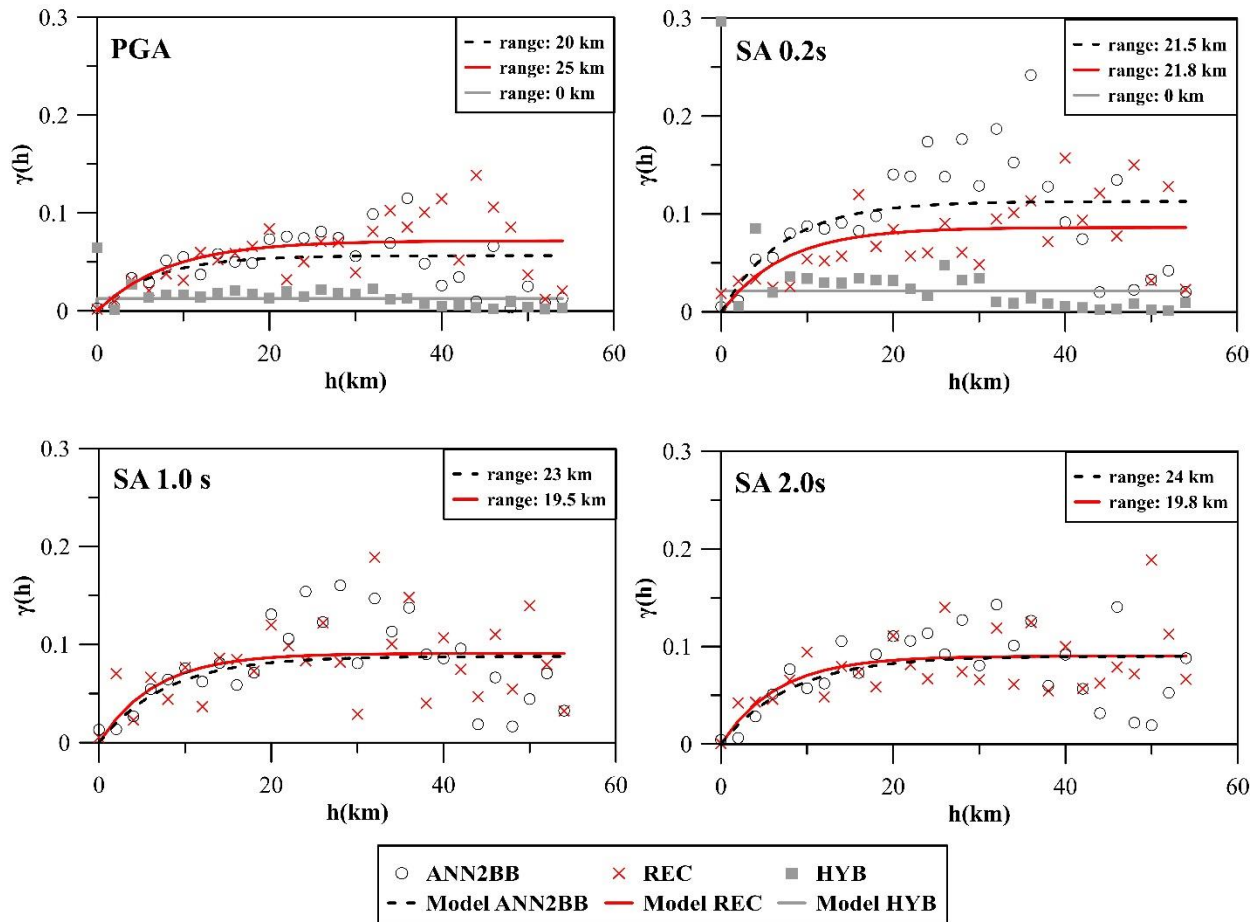 PGA
range: 20 km
range: 25 km
range: 0 km
0.3
0.2
0.1
0
γ(h)
0
20
40
60
h(km)
SA 0.2s
range: 21.5 km
range: 21.8 km
range: 0 km
0.3
0.2
0.1
0
γ(h)
0
20
40
60
h(km)
SA 1.0 s
range: 23 km
range: 19.5 km
0.3
0.2
0.1
0
γ(h)
0
20
40
60
h(km)
SA 2.0s
range: 24 km
range: 19.8 km
0.3
0.2
0.1
0
γ(h)
0
20
40
60
h(km)
ANN2BB REC HYB
Model ANN2BB Model REC Model HYB